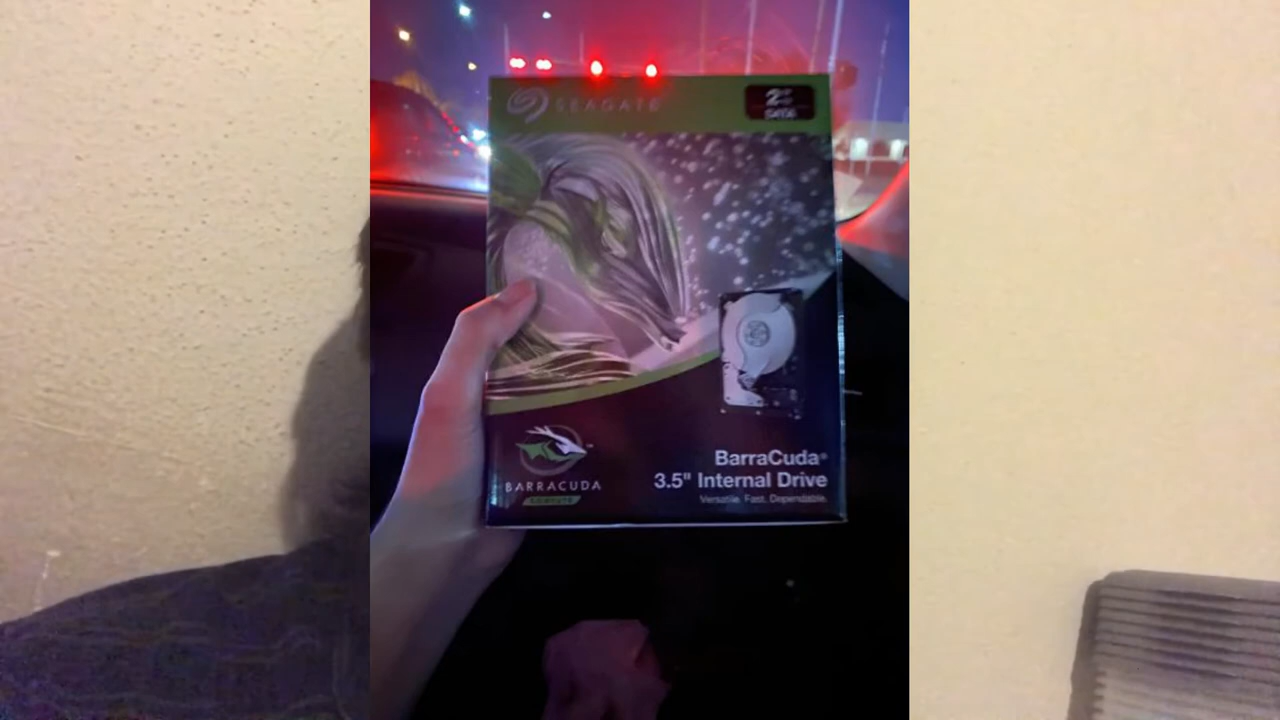 SEAGATE
2TB
BarraCuda®
3.5" Internal Drive
Versatile. Fast. Dependable.
BARRACUDA